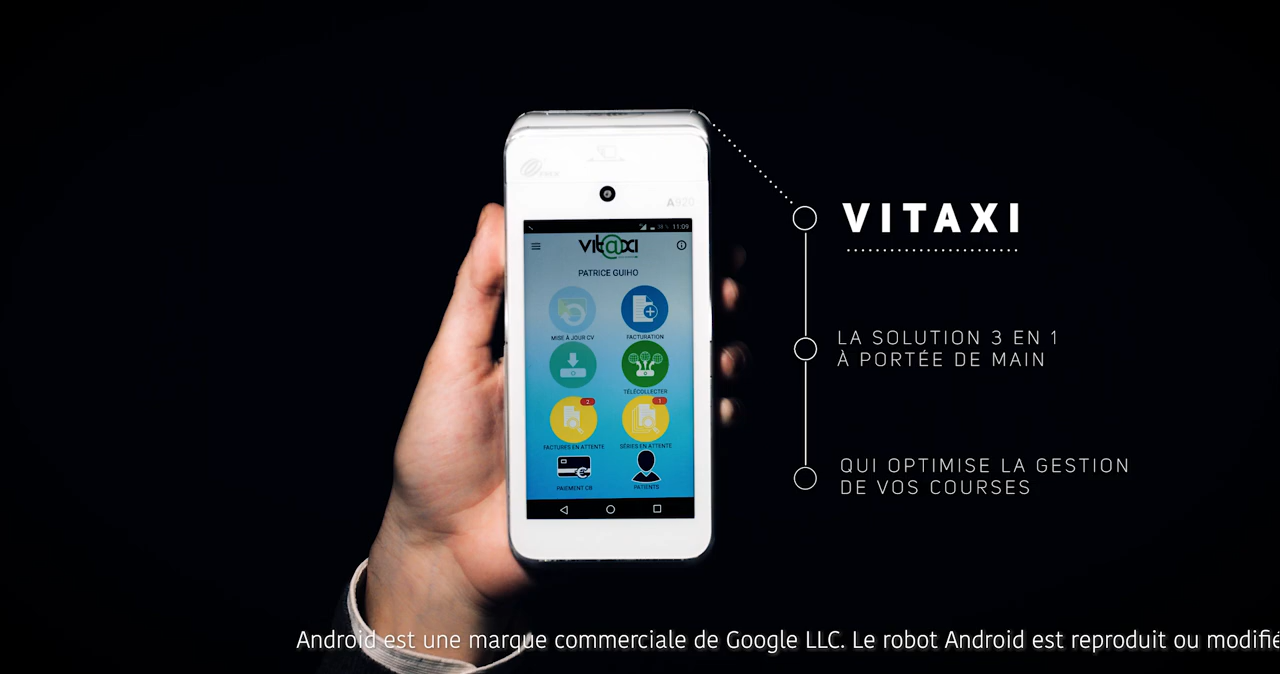 A920
11:09
vit@xi
PATRICE GUIHO
MISE À JOUR CV
FACTURATION
TÉLÉCOLLECTER
2
1
FACTURES EN ATTENTE
SÉRIES EN ATTENTE
PAIEMENT CB
PATIENTS
VITAXI
LA SOLUTION 3 EN 1
À PORTÉE DE MAIN
QUI OPTIMISE LA GESTION
DE VOS COURSES
Android est une marque commerciale de Google LLC. Le robot Android est reproduit ou modifié